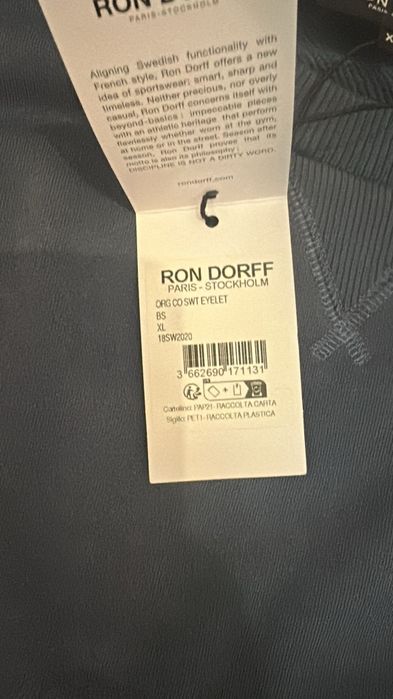 RON
PARIS-STOCKHOLM
Aligning Swedish functionality with
French style, Ron Dorff offers a new
idea of sportswear: smart, sharp and
timeless. Neither precious, nor overly
casual, Ron Dorff concerns itself with
beyond-basics: impeccable pieces
with an athletic heritage that perform
flawlessly whether worn at the gym,
at home or in the street. Season after
season, Ron Dorff proves that its
motto is also its philosophy:
DISCIPLINE IS NOT A DIRTY WORD.
rondorff.com
RON DORFF
PARIS - STOCKHOLM
ORG CO SWT EYELET
BS
XL
18SW2020
3 662690 171131
Cartellino: PAP21- RACCOLTA CARTA
Sigillo: PET1- RACCOLTA PLASTICA